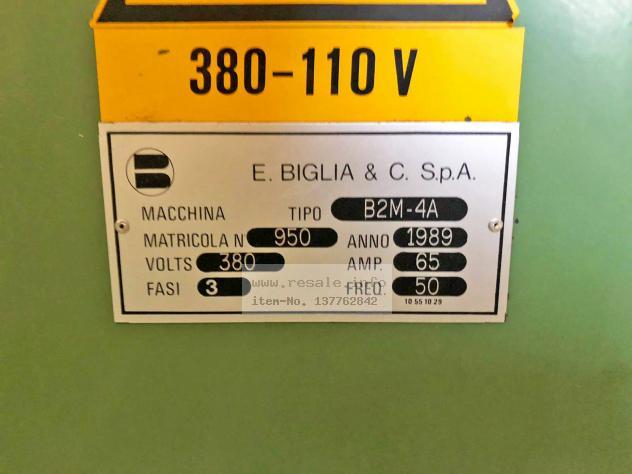 380-110 V
E. BIGLIA & C. S.p.A.
MACCHINA TIPO B2M-4A
MATRICOLA N 950 ANNO 1989
VOLTS 380 AMP. 65
FASI 3 FREQ. 50
10 55 10 29
www.resale.info
item-No. 137762842